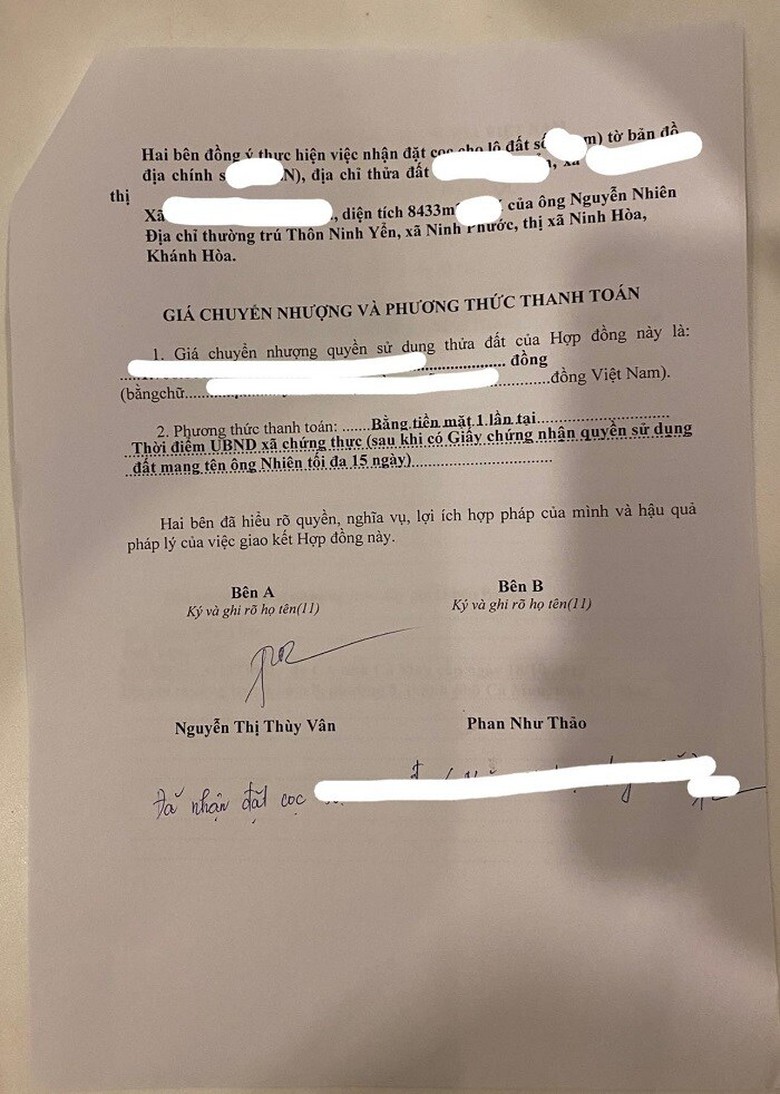 Hai bên đồng ý thực hiện việc nhận đặt cọc cho lô đất số m) tờ bản đồ
địa chính s N), địa chỉ thửa đất
thị
Xã ., diện tích 8433m của ông Nguyễn Nhiên
Địa chỉ thường trú Thôn Ninh Yển, xã Ninh Phước, thị xã Ninh Hòa,
Khánh Hòa.
GIÁ CHUYỂN NHƯỢNG VÀ PHƯƠNG THỨC THANH TOÁN
1. Giá chuyển nhượng quyền sử dụng thửa đất của Hợp đồng này là:
.................... đồng
(bằngchữ.............đồng Việt Nam).
2. Phương thức thanh toán: ......Bằng tiền mặt 1 lần tại..........................
Thời điểm UBND xã chứng thực (sau khi có Giấy chứng nhận quyền sử dụng
đất mang tên ông Nhiên tối đa 15 ngày)...........................
Hai bên đã hiểu rõ quyền, nghĩa vụ, lợi ích hợp pháp của mình và hậu quả
pháp lý của việc giao kết Hợp đồng này.
Bên A Bên B
Ký và ghi rõ họ tên(11) Ký và ghi rõ họ tên(11)
Nguyễn Thị Thùy Vân Phan Như Thảo
Đã nhận đặt cọc